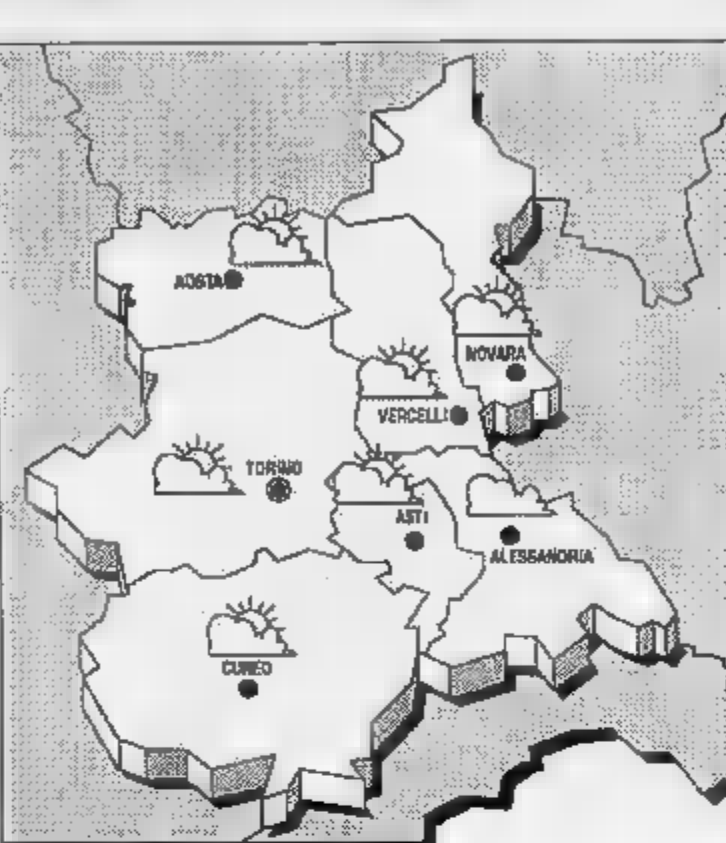 AOSTA
NOVARA
VERCELLI
TORINO
ASTI
ALESSANDRIA
CUNEO